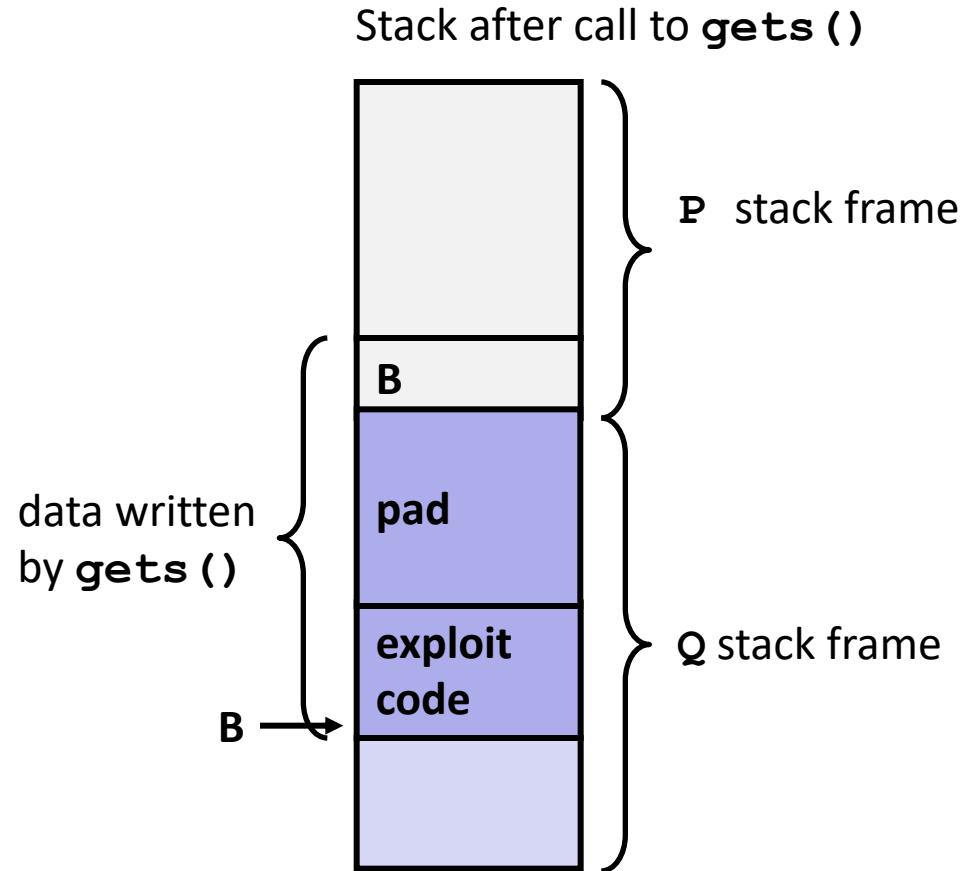 Stack after call to gets()
P stack frame
B
data written
by gets()
pad
exploit
code
Q stack frame
B